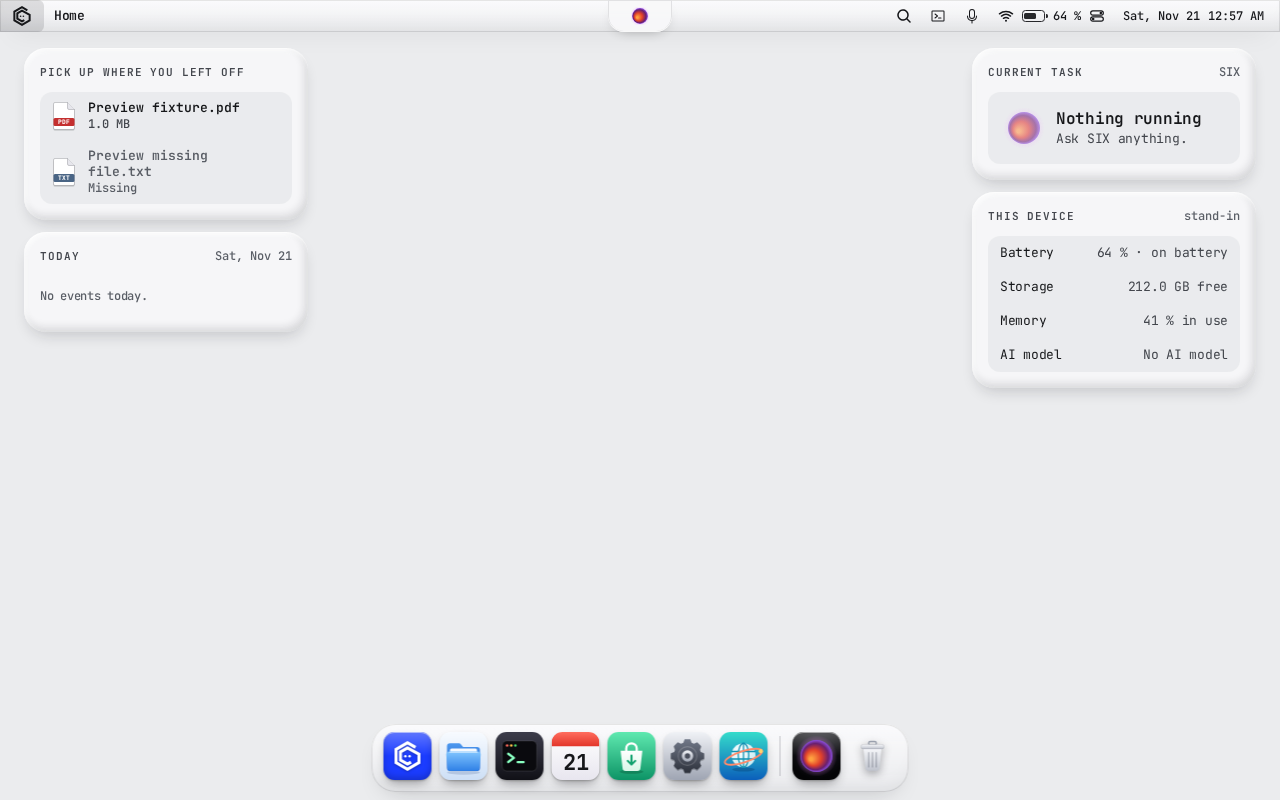 Home
64 %
Sat, Nov 21 12:57 AM
PICK UP WHERE YOU LEFT OFF
PDF
Preview fixture.pdf
1.0 MB
TXT
Preview missing
file.txt
Missing
TODAY
Sat, Nov 21
No events today.
CURRENT TASK
SIX
Nothing running
Ask SIX anything.
THIS DEVICE
stand-in
Battery
64 % · on battery
Storage
212.0 GB free
Memory
41 % in use
AI model
No AI model
21